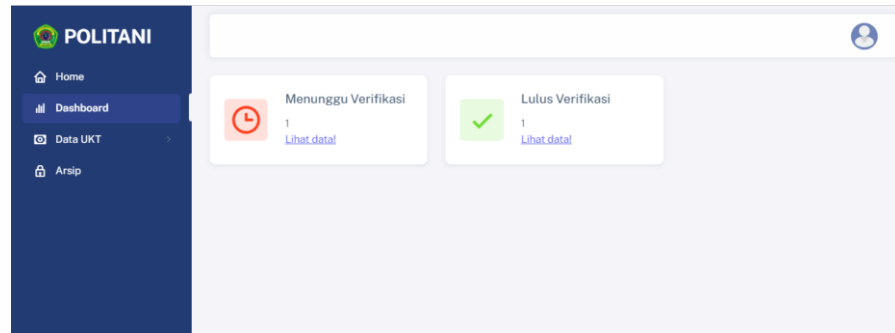 POLITANI
Home
Dashboard
Data UKT
Arsip
Menunggu Verifikasi
1
Lihat data!
Lulus Verifikasi
1
Lihat data!